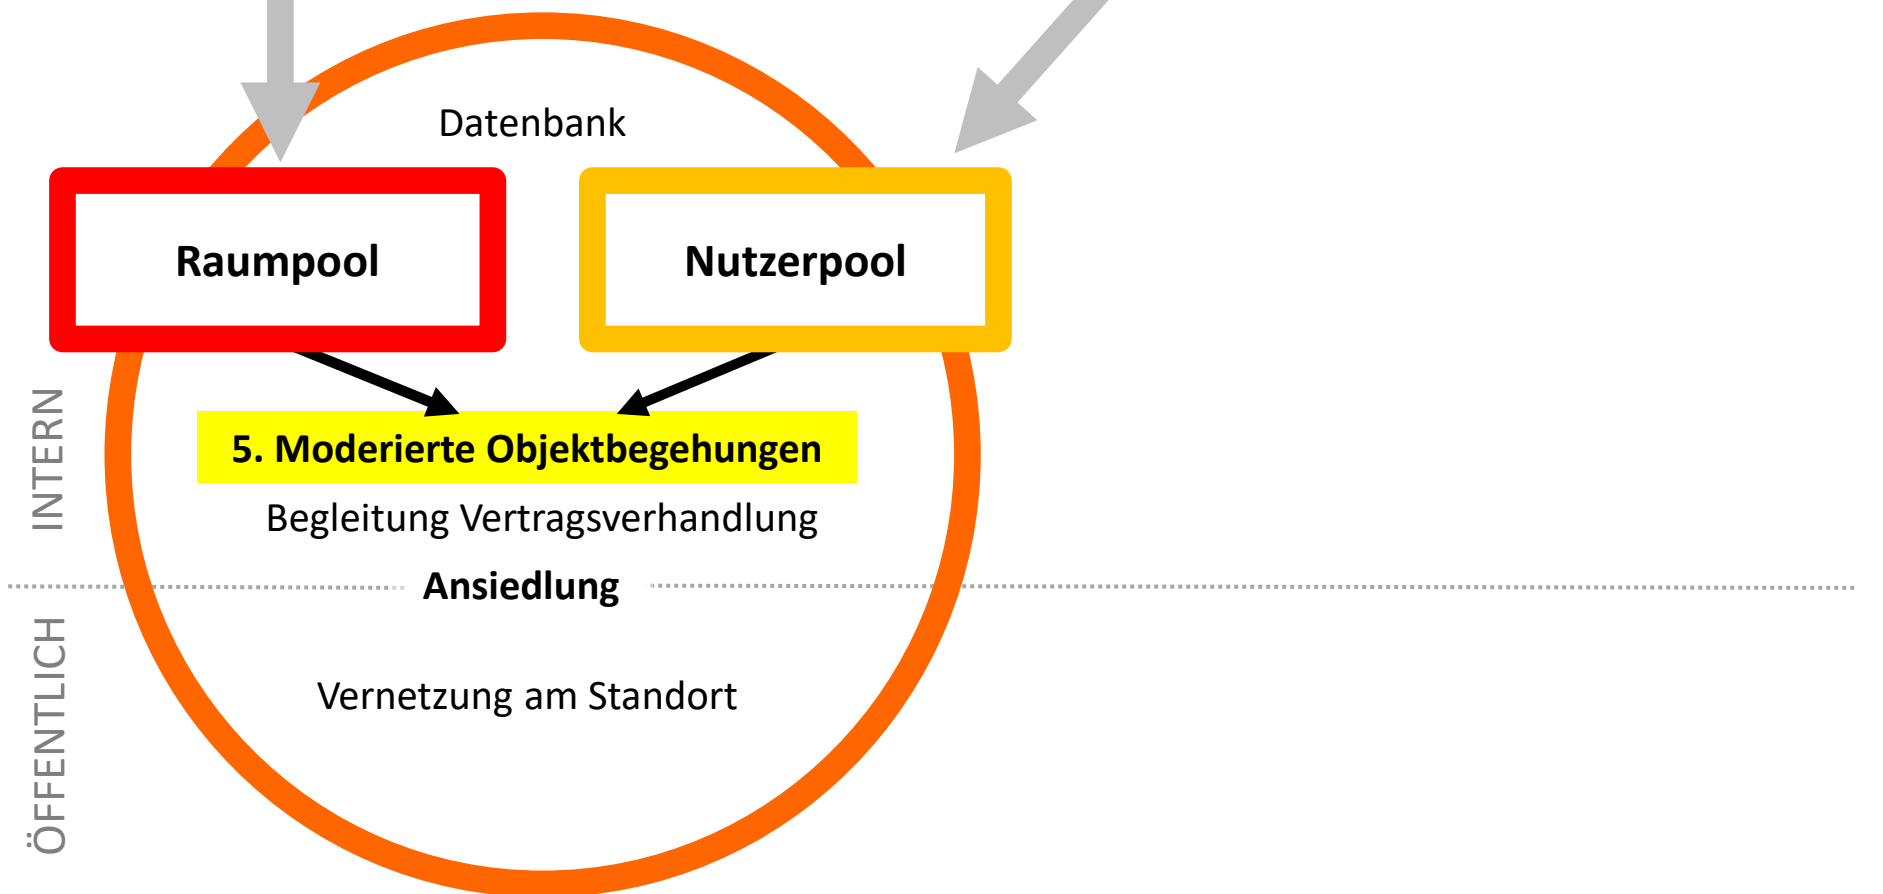 Datenbank
Raumpool
Nutzerpool
INTERN
5. Moderierte Objektbegehungen
Begleitung Vertragsverhandlung
Ansiedlung
ÖFFENTLICH
Vernetzung am Standort